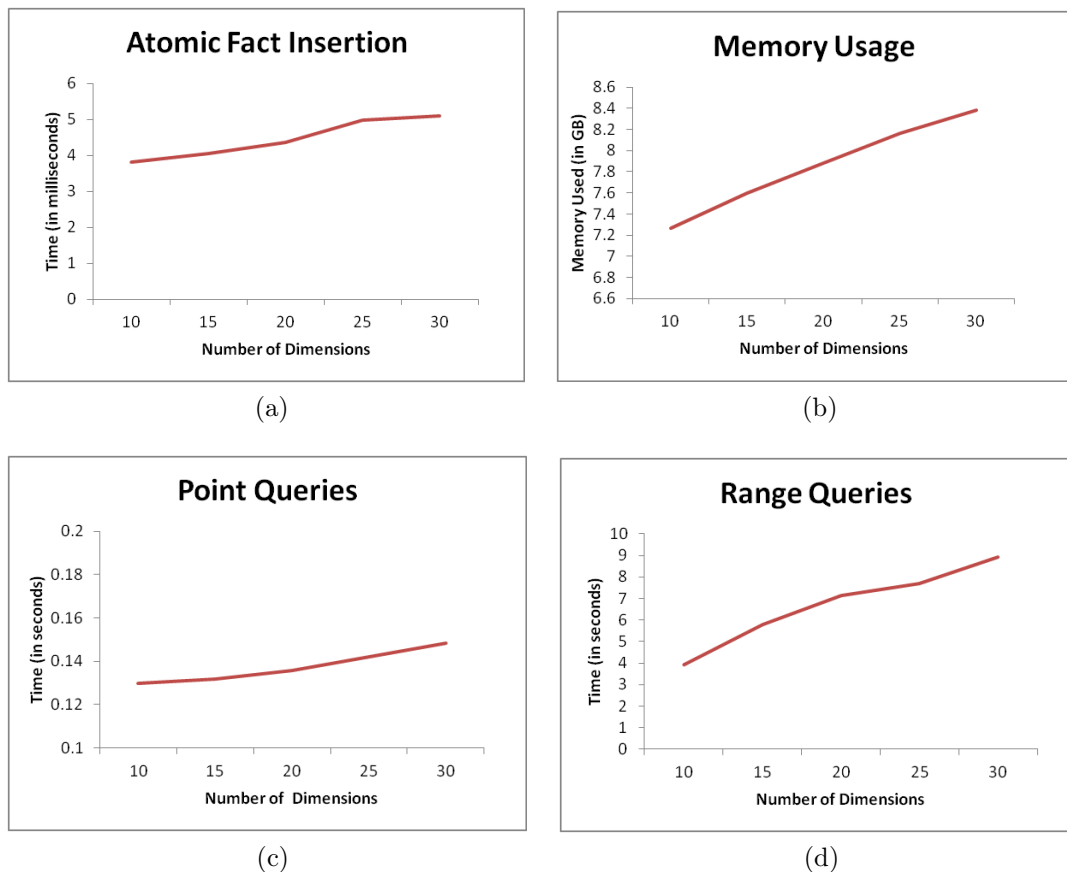 Atomic Fact Insertion
Time (in milliseconds)
6
5
4
3
2
1
0
10 15 20 25 30
Number of Dimensions
(a)
Memory Usage
Memory Used (in GB)
8.6
8.4
8.2
8
7.8
7.6
7.4
7.2
7
6.8
6.6
10 15 20 25 30
Number of Dimensions
(b)
Point Queries
Time (in seconds)
0.2
0.18
0.16
0.14
0.12
0.1
10 15 20 25 30
Number of Dimensions
(c)
Range Queries
Time (in seconds)
10
9
8
7
6
5
4
3
2
1
0
10 15 20 25 30
Number of Dimensions
(d)